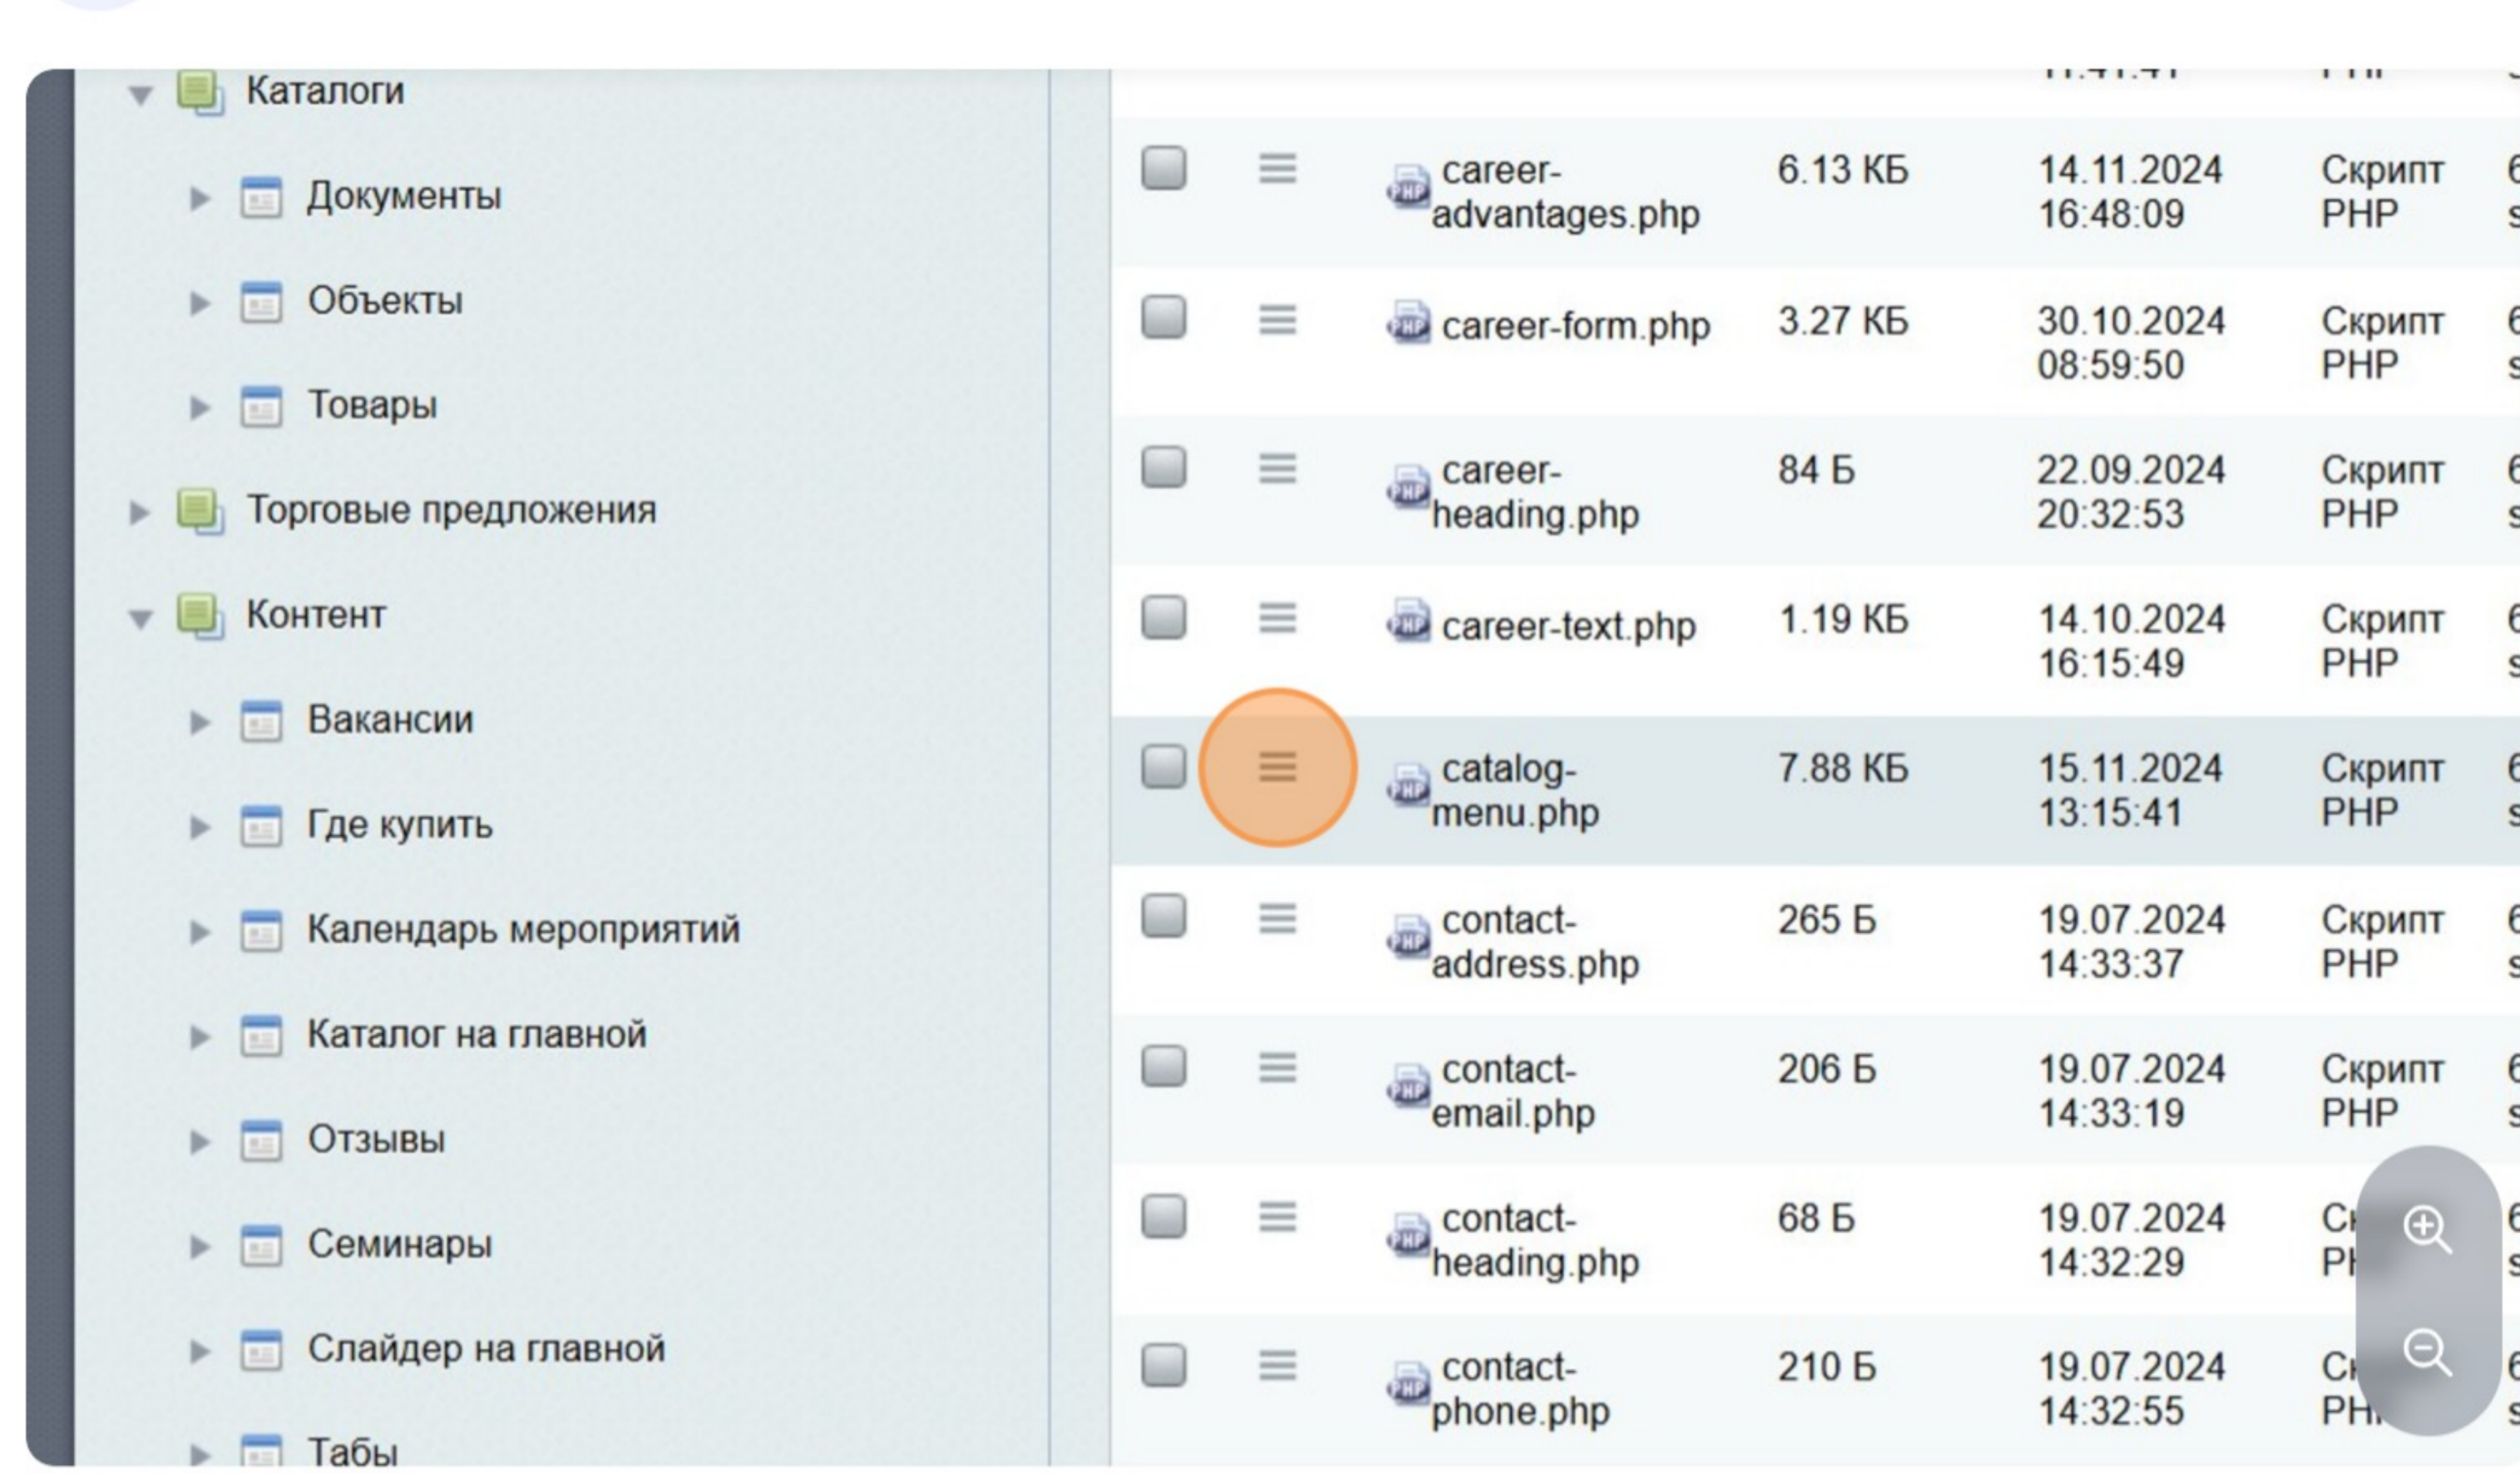 Каталоги
Документы
Объекты
Товары
Торговые предложения
Контент
Вакансии
Где купить
Календарь мероприятий
Каталог на главной
Отзывы
Семинары
Слайдер на главной
Табы
career- 6.13 КБ 14.11.2024 Скрипт
advantages.php 16:48:09 PHP
career-form.php 3.27 КБ 30.10.2024 Скрипт
08:59:50 PHP
career- 84 Б 22.09.2024 Скрипт
heading.php 20:32:53 PHP
career-text.php 1.19 КБ 14.10.2024 Скрипт
16:15:49 PHP
catalog- 7.88 КБ 15.11.2024 Скрипт
menu.php 13:15:41 PHP
contact- 265 Б 19.07.2024 Скрипт
address.php 14:33:37 PHP
contact- 206 Б 19.07.2024 Скрипт
email.php 14:33:19 PHP
contact- 68 Б 19.07.2024
heading.php 14:32:29
contact- 210 Б 19.07.2024
phone.php 14:32:55